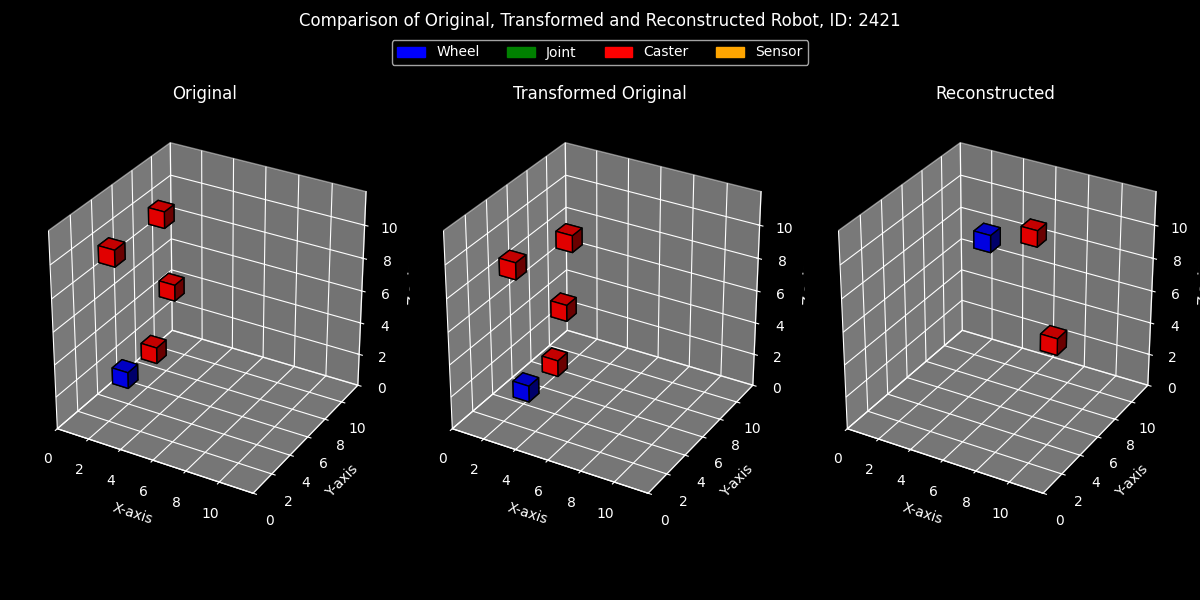 Comparison of Original, Transformed and Reconstructed Robot, ID: 2421
Wheel Joint Caster Sensor
Original
0 2 4 6 8 10
X-axis
0 2 4 6 8 10
Y-axis
0 2 4 6 8 10
Transformed Original
0 2 4 6 8 10
X-axis
0 2 4 6 8 10
Y-axis
0 2 4 6 8 10
Reconstructed
0 2 4 6 8 10
X-axis
0 2 4 6 8 10
Y-axis
0 2 4 6 8 10